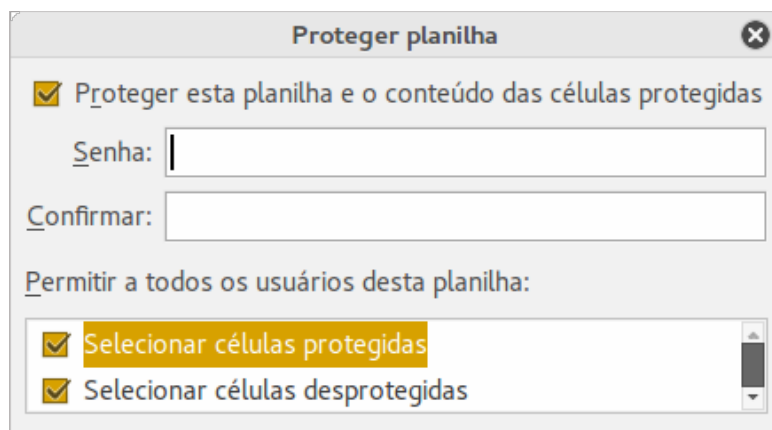 Proteger planilha
Proteger esta planilha e o conteúdo das células protegidas
Senha:
Confirmar:
Permitir a todos os usuários desta planilha:
Selecionar células protegidas
Selecionar células desprotegidas